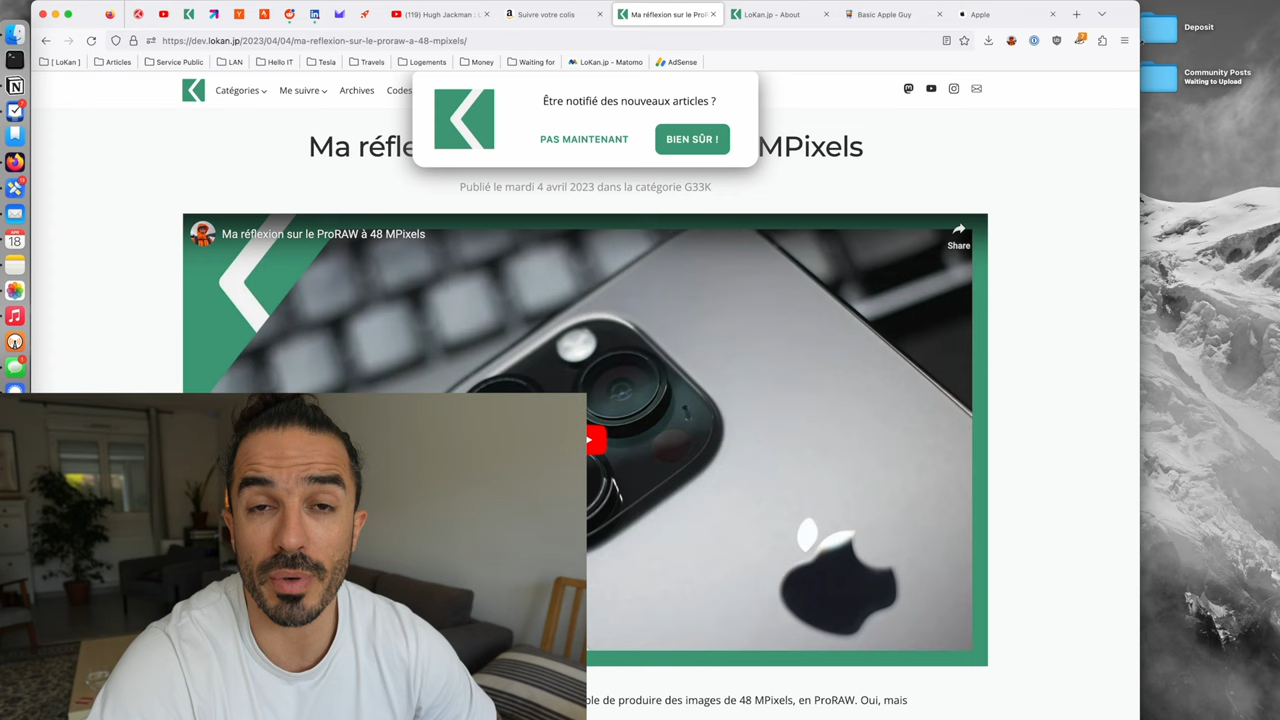 (119) Hugh Jackman : L
Suivre votre colis
Ma réflexion sur le ProR
LoKan.jp - About
Basic Apple Guy
Apple
https://dev.lokan.jp/2023/04/04/ma-reflexion-sur-le-proraw-a-48-mpixels/
[ LoKan ]
Articles
Service Public
LAN
Hello IT
Tesla
Travels
Logements
Money
Waiting for
LoKan.jp - Matomo
AdSense
Deposit
Community Posts
Waiting to Upload
Catégories
Me suivre
Archives
Codes
Être notifié des nouveaux articles ?
PAS MAINTENANT
BIEN SÛR !
Ma réfle
MPixels
Publié le mardi 4 avril 2023 dans la catégorie G33K
Ma réflexion sur le ProRAW à 48 MPixels
Share
APR
18
ble de produire des images de 48 MPixels, en ProRAW. Oui, mais